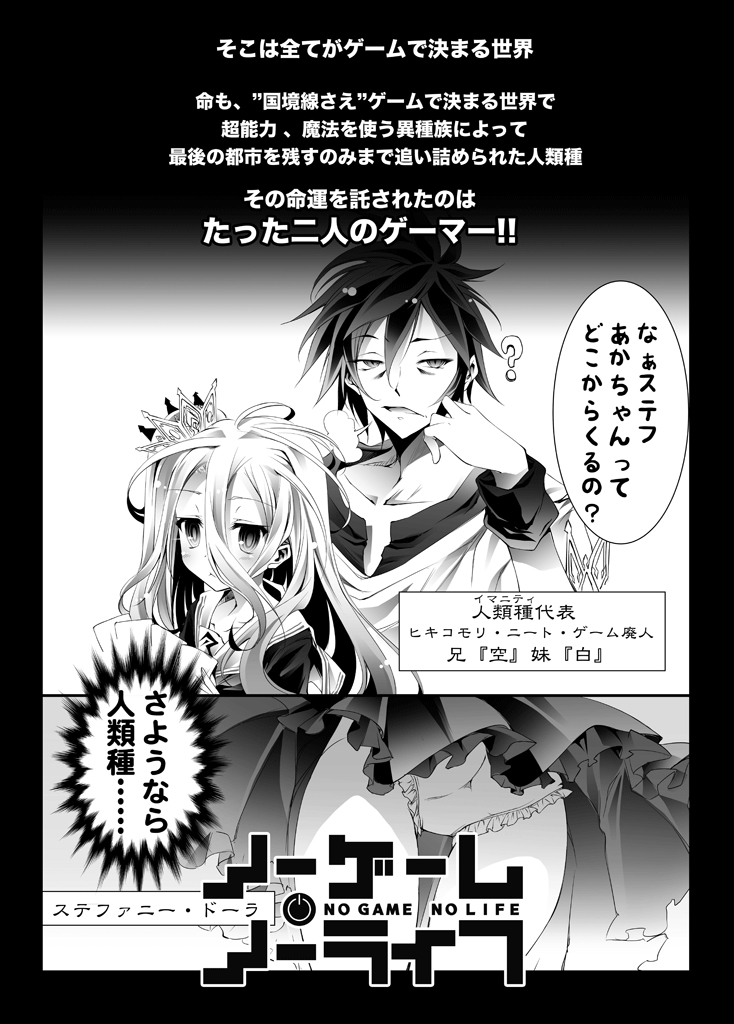 そこは全てがゲームで決まる世界
命も、”国境線さえ”ゲームで決まる世界で
超能力、魔法を使う異種族によって
最後の都市を残すのみまで追い詰められた人類種
その命運を託されたのは
たった二人のゲーマー!!
なぁステフ
あかちゃんって
どこからくるの?
?
イマニティ
人類種代表
ヒキコモリ・ニート・ゲーム廃人
兄『空』妹『白』
さようなら
人類種……
ステファニー・ドーラ
ノーゲーム
NO GAME NO LIFE
ノーライフ